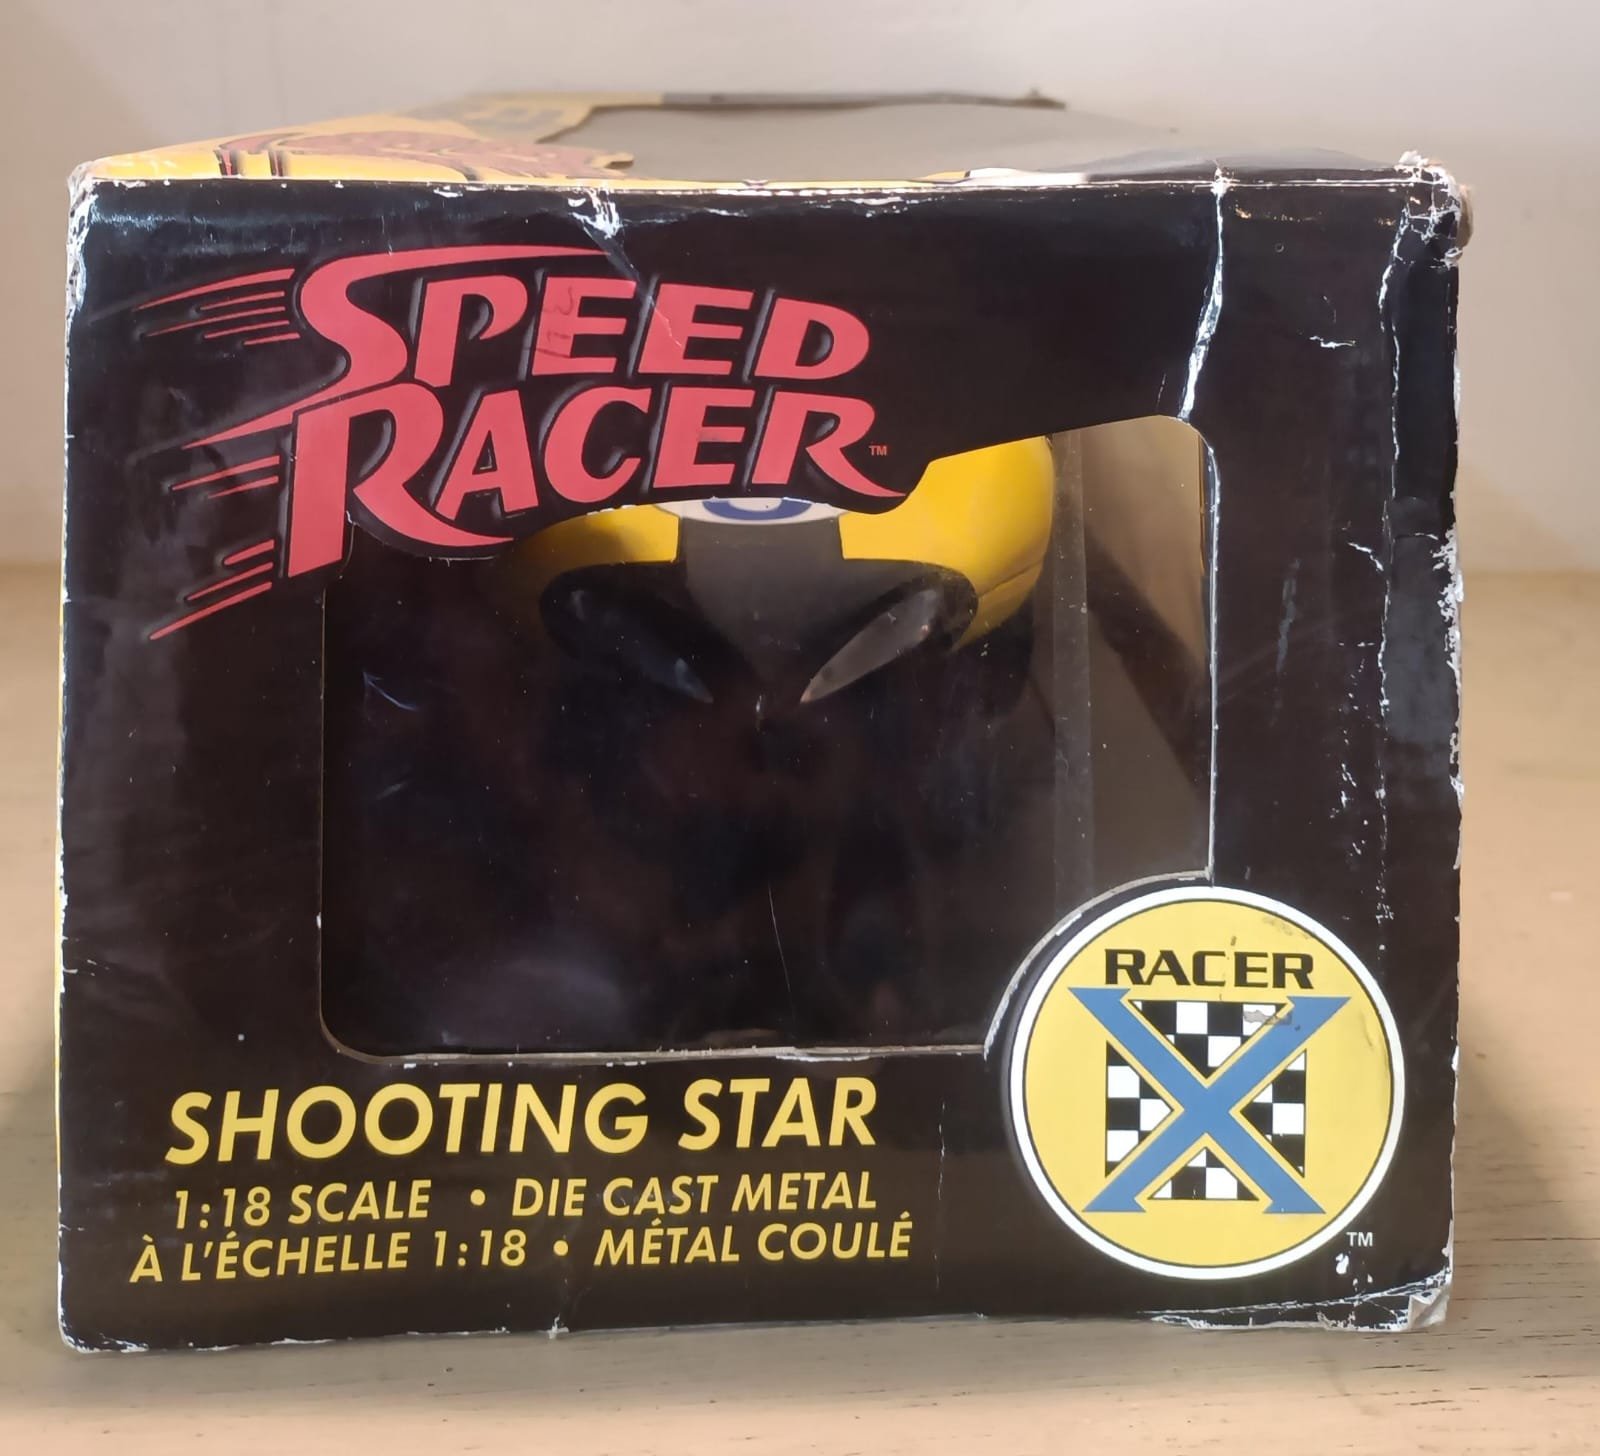 SPEED
RACER™
RACER
X
SHOOTING STAR
1:18 SCALE • DIE CAST METAL
À L'ÉCHELLE 1:18 • MÉTAL COULÉ
TM